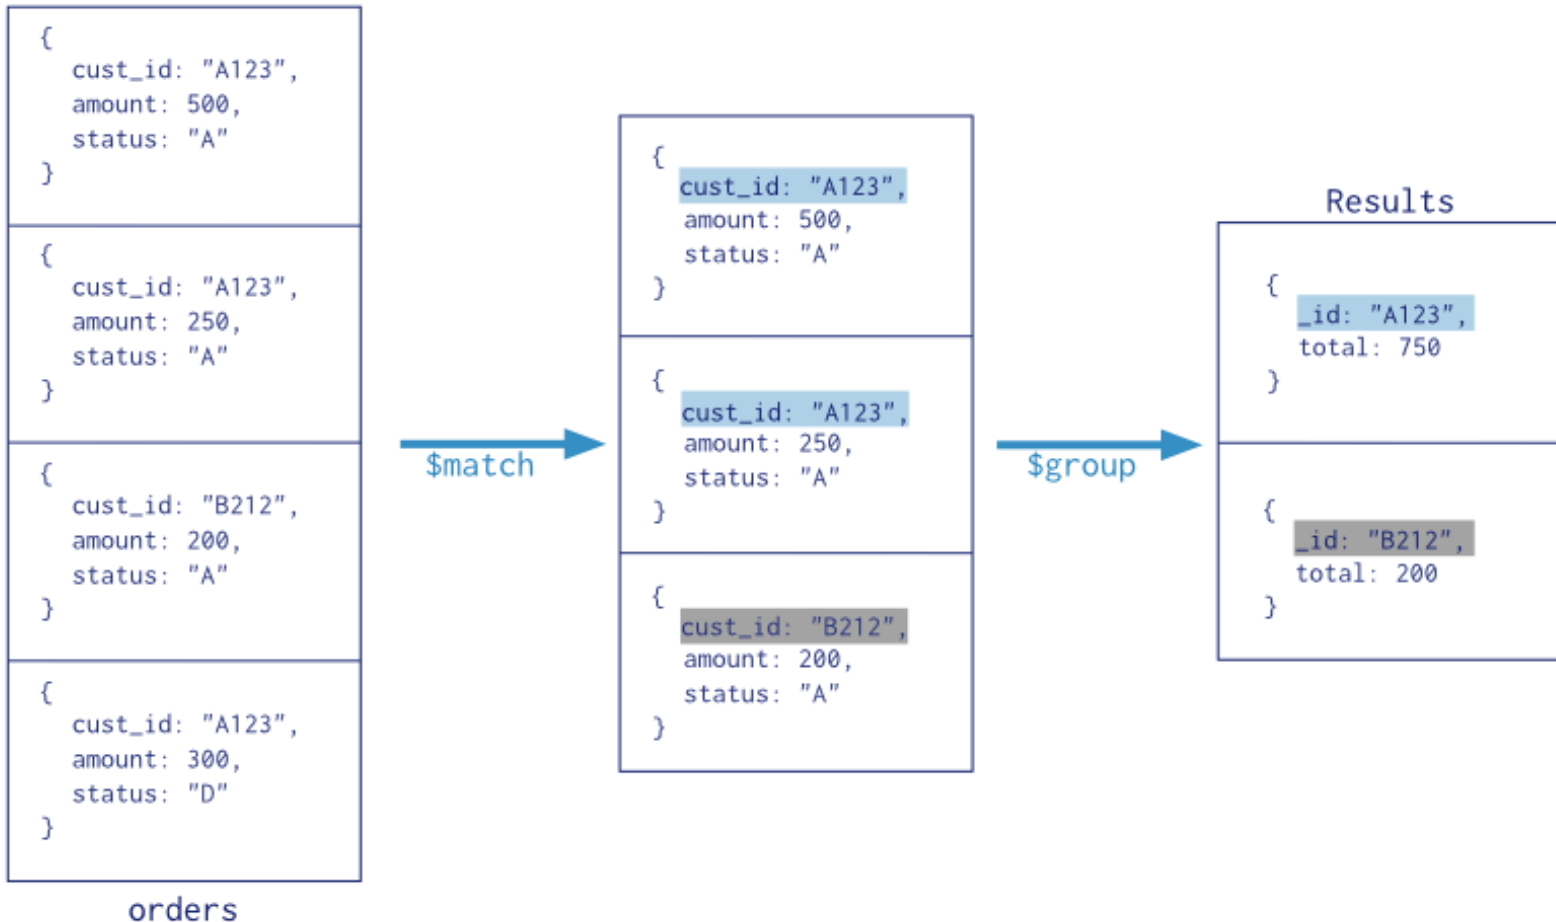 {
cust_id: "A123",
amount: 500,
status: "A"
}
{
cust_id: "A123",
amount: 250,
status: "A"
}
{
cust_id: "B212",
amount: 200,
status: "A"
}
{
cust_id: "A123",
amount: 300,
status: "D"
}
orders
$match
{
cust_id: "A123",
amount: 500,
status: "A"
}
{
cust_id: "A123",
amount: 250,
status: "A"
}
{
cust_id: "B212",
amount: 200,
status: "A"
}
$group
Results
{
_id: "A123",
total: 750
}
{
_id: "B212",
total: 200
}